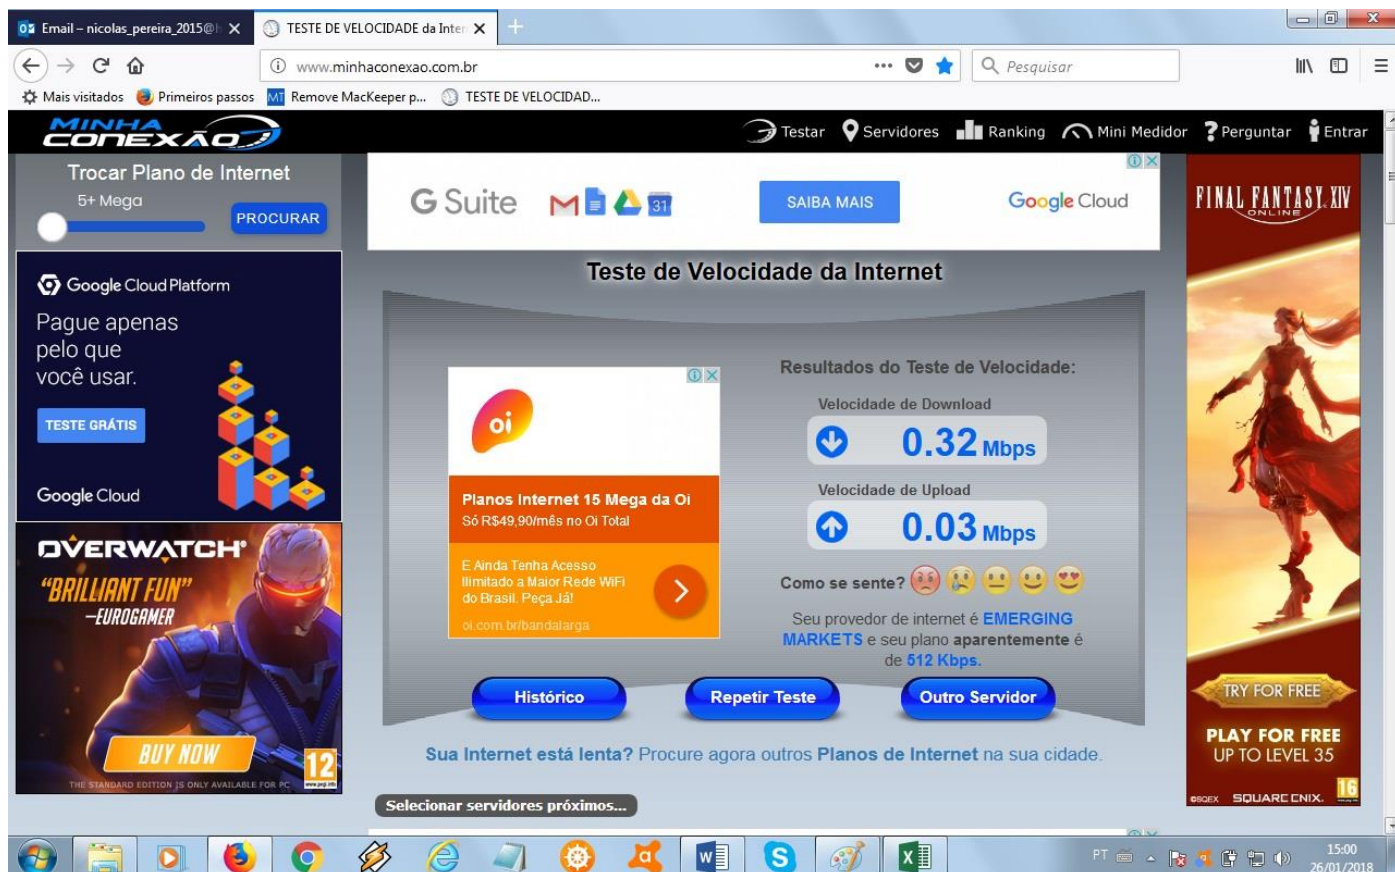 Email – nicolas_pereira_2015@h
TESTE DE VELOCIDADE da Inter
www.minhaconexao.com.br
Pesquisar
Mais visitados
Primeiros passos
MT Remove MacKeeper p...
TESTE DE VELOCIDAD...
MINHA
CONEXÃO
Testar
Servidores
Ranking
Mini Medidor
Perguntar
Entrar
Trocar Plano de Internet
5+ Mega
PROCURAR
G Suite
31
SAIBA MAIS
Google Cloud
FINAL FANTASY XIV
ONLINE
Google Cloud Platform
Pague apenas
pelo que
você usar.
TESTE GRÁTIS
Google Cloud
Teste de Velocidade da Internet
oi
Planos Internet 15 Mega da Oi
Só R$49,90/mês no Oi Total
E Ainda Tenha Acesso
Ilimitado a Maior Rede WiFi
do Brasil. Peça Já!
oi.com.br/bandalarga
Resultados do Teste de Velocidade:
Velocidade de Download
0.32 Mbps
Velocidade de Upload
0.03 Mbps
Como se sente?
Seu provedor de internet é EMERGING
MARKETS e seu plano aparentemente é
de 512 Kbps.
OVERWATCH
"BRILLIANT FUN"
—EUROGAMER
BUY NOW
THE STANDARD EDITION IS ONLY AVAILABLE FOR PC
12
www.pegi.info
Histórico
Repetir Teste
Outro Servidor
Sua Internet está lenta? Procure agora outros Planos de Internet na sua cidade.
Selecionar servidores próximos...
TRY FOR FREE
PLAY FOR FREE
UP TO LEVEL 35
16
©SQEX
SQUARE ENIX.
PT
15:00
26/01/2018